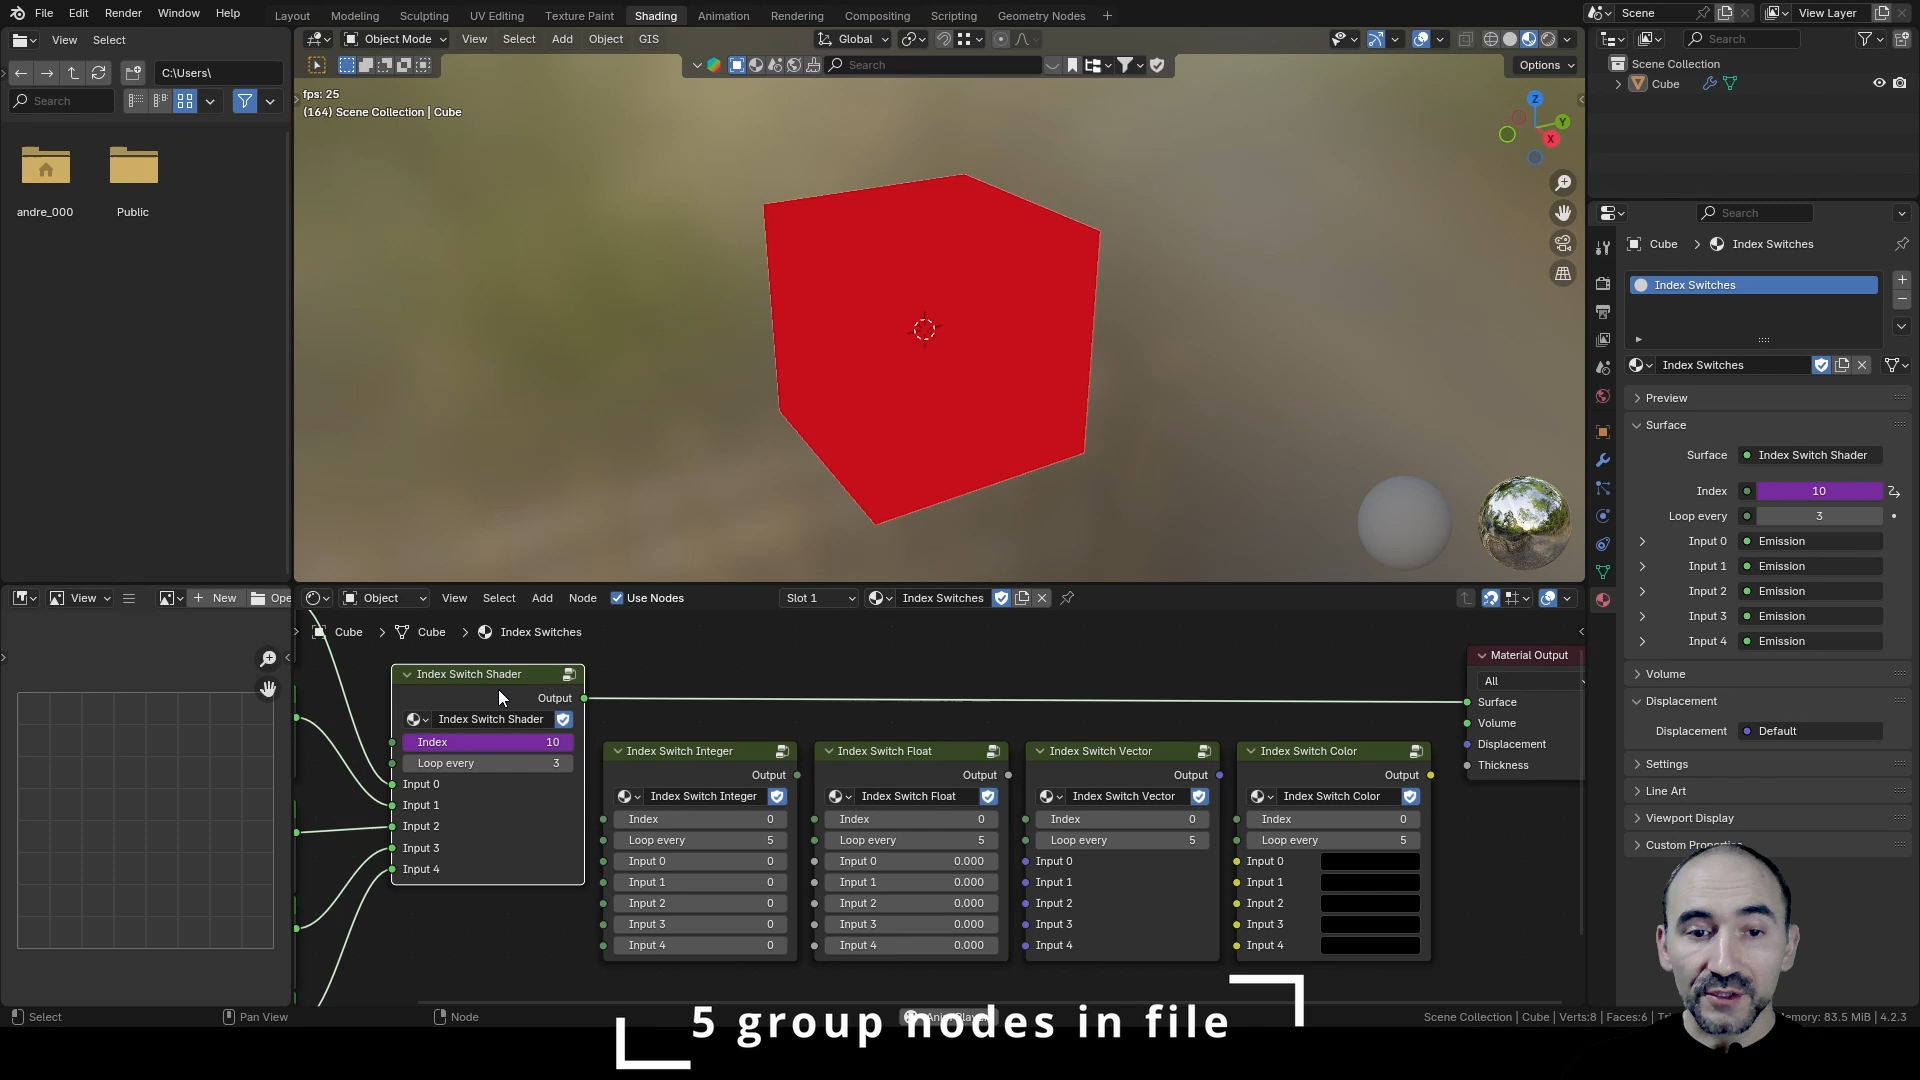 File Edit Render Window Help
Layout Modeling Sculpting UV Editing Texture Paint Shading Animation Rendering Compositing Scripting Geometry Nodes +
Scene View Layer
View Select
Object Mode View Select Add Object GIS Global
Search
C:\Users\
Search Options
Search
Scene Collection
Cube
fps: 25
(164) Scene Collection | Cube
Z
Y
X
andre_000 Public
Search
Cube > Index Switches
Index Switches
Index Switches
Preview
Surface
Surface Index Switch Shader
Index 10
Loop every 3
Input 0 Emission
Input 1 Emission
Input 2 Emission
Input 3 Emission
Input 4 Emission
Volume
Displacement
Displacement Default
Settings
Line Art
Viewport Display
View + New Ope
Object View Select Add Node Use Nodes Slot 1 Index Switches
Cube > Cube > Index Switches
Index Switch Shader
Output
Index Switch Shader
Index 10
Loop every 3
Input 0
Input 1
Input 2
Input 3
Input 4
Index Switch Integer
Output
Index Switch Integer
Index 0
Loop every 5
Input 0 0
Input 1 0
Input 2 0
Input 3 0
Input 4 0
Index Switch Float
Output
Index Switch Float
Index 0
Loop every 5
Input 0 0.000
Input 1 0.000
Input 2 0.000
Input 3 0.000
Input 4 0.000
Index Switch Vector
Output
Index Switch Vector
Index 0
Loop every 5
Input 0
Input 1
Input 2
Input 3
Input 4
Index Switch Color
Output
Index Switch Color
Index 0
Loop every 5
Input 0
Input 1
Input 2
Input 3
Input 4
Material Output
All
Surface
Volume
Displacement
Thickness
5 group nodes in file
Select Pan View Node
Scene Collection | Cube | Verts:8 | Faces:6 | 83.5 MiB | 4.2.3